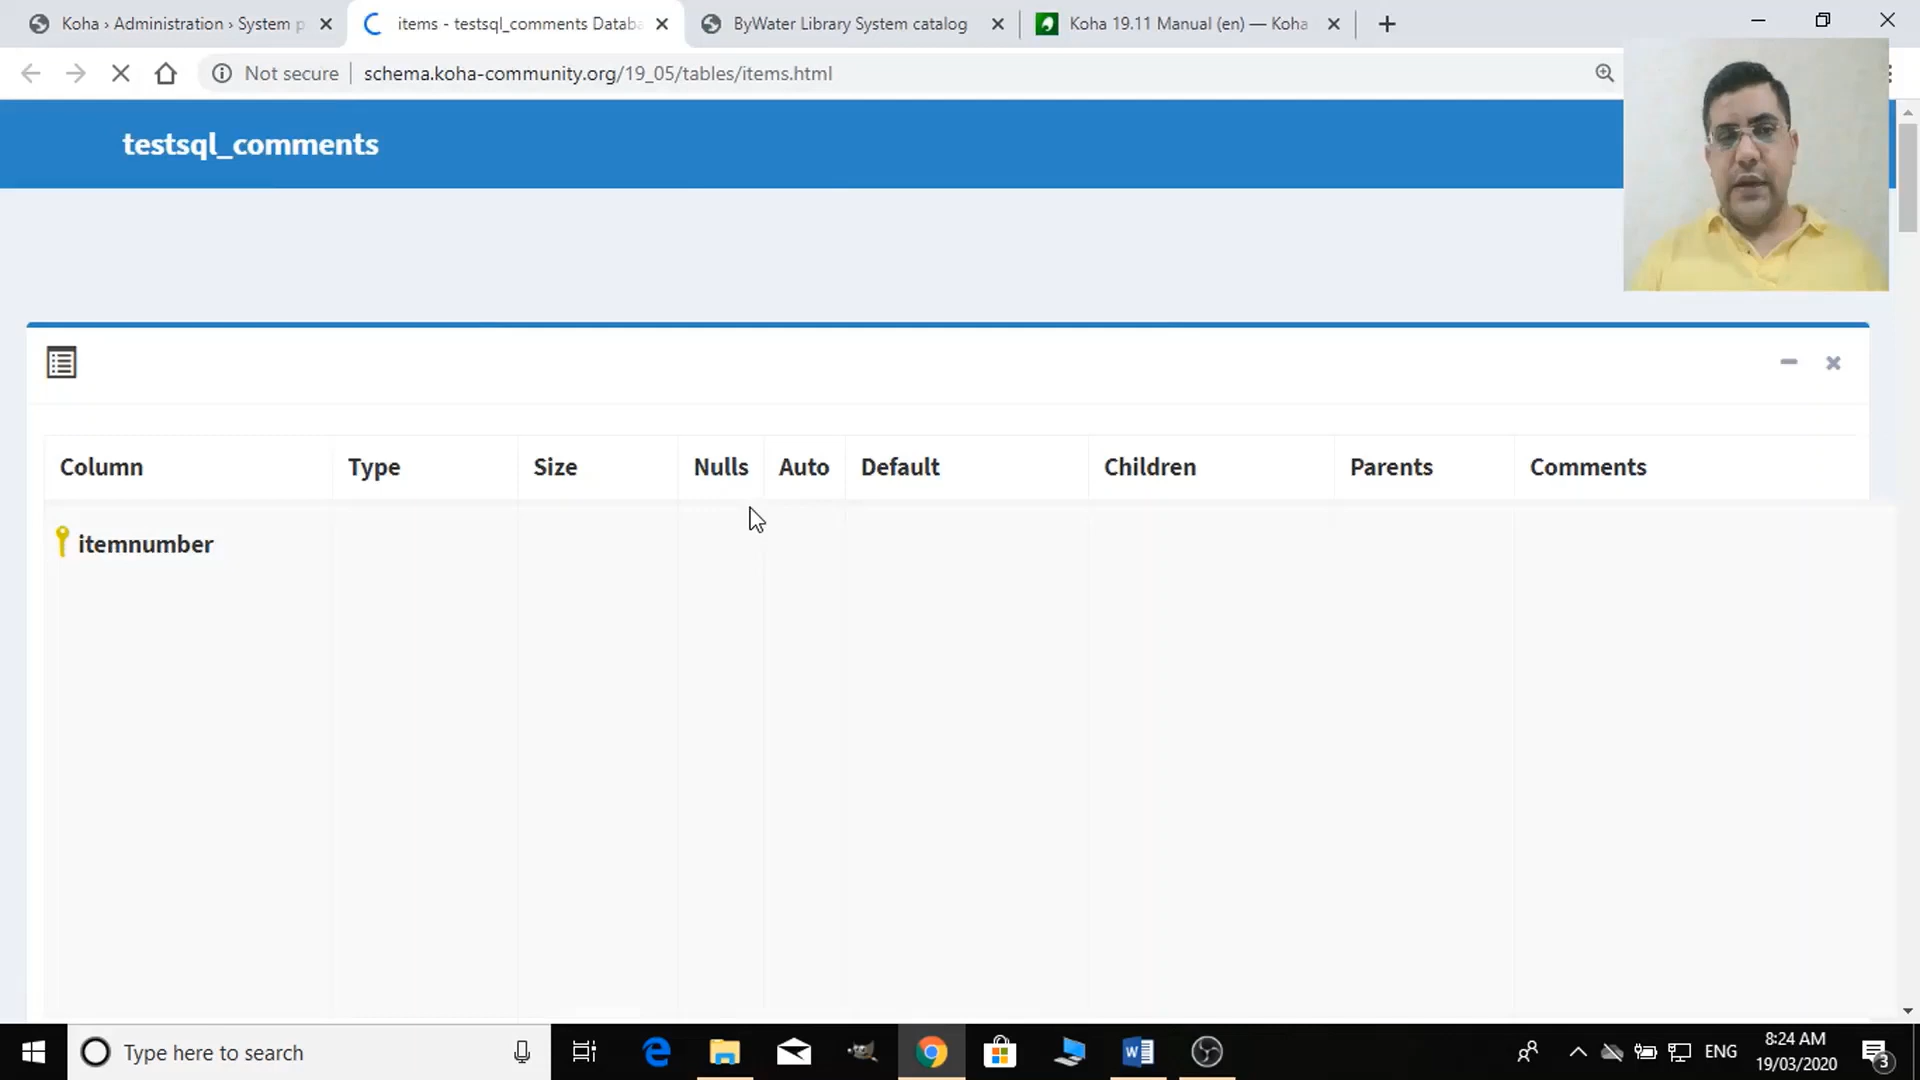 Koha › Administration › System p
items - testsql_comments Databa
ByWater Library System catalog
Koha 19.11 Manual (en) — Koha
Not secure
schema.koha-community.org/19_05/tables/items.html
testsql_comments
Column Type Size Nulls Auto Default Children Parents Comments
itemnumber
Type here to search
ENG
8:24 AM
19/03/2020
3